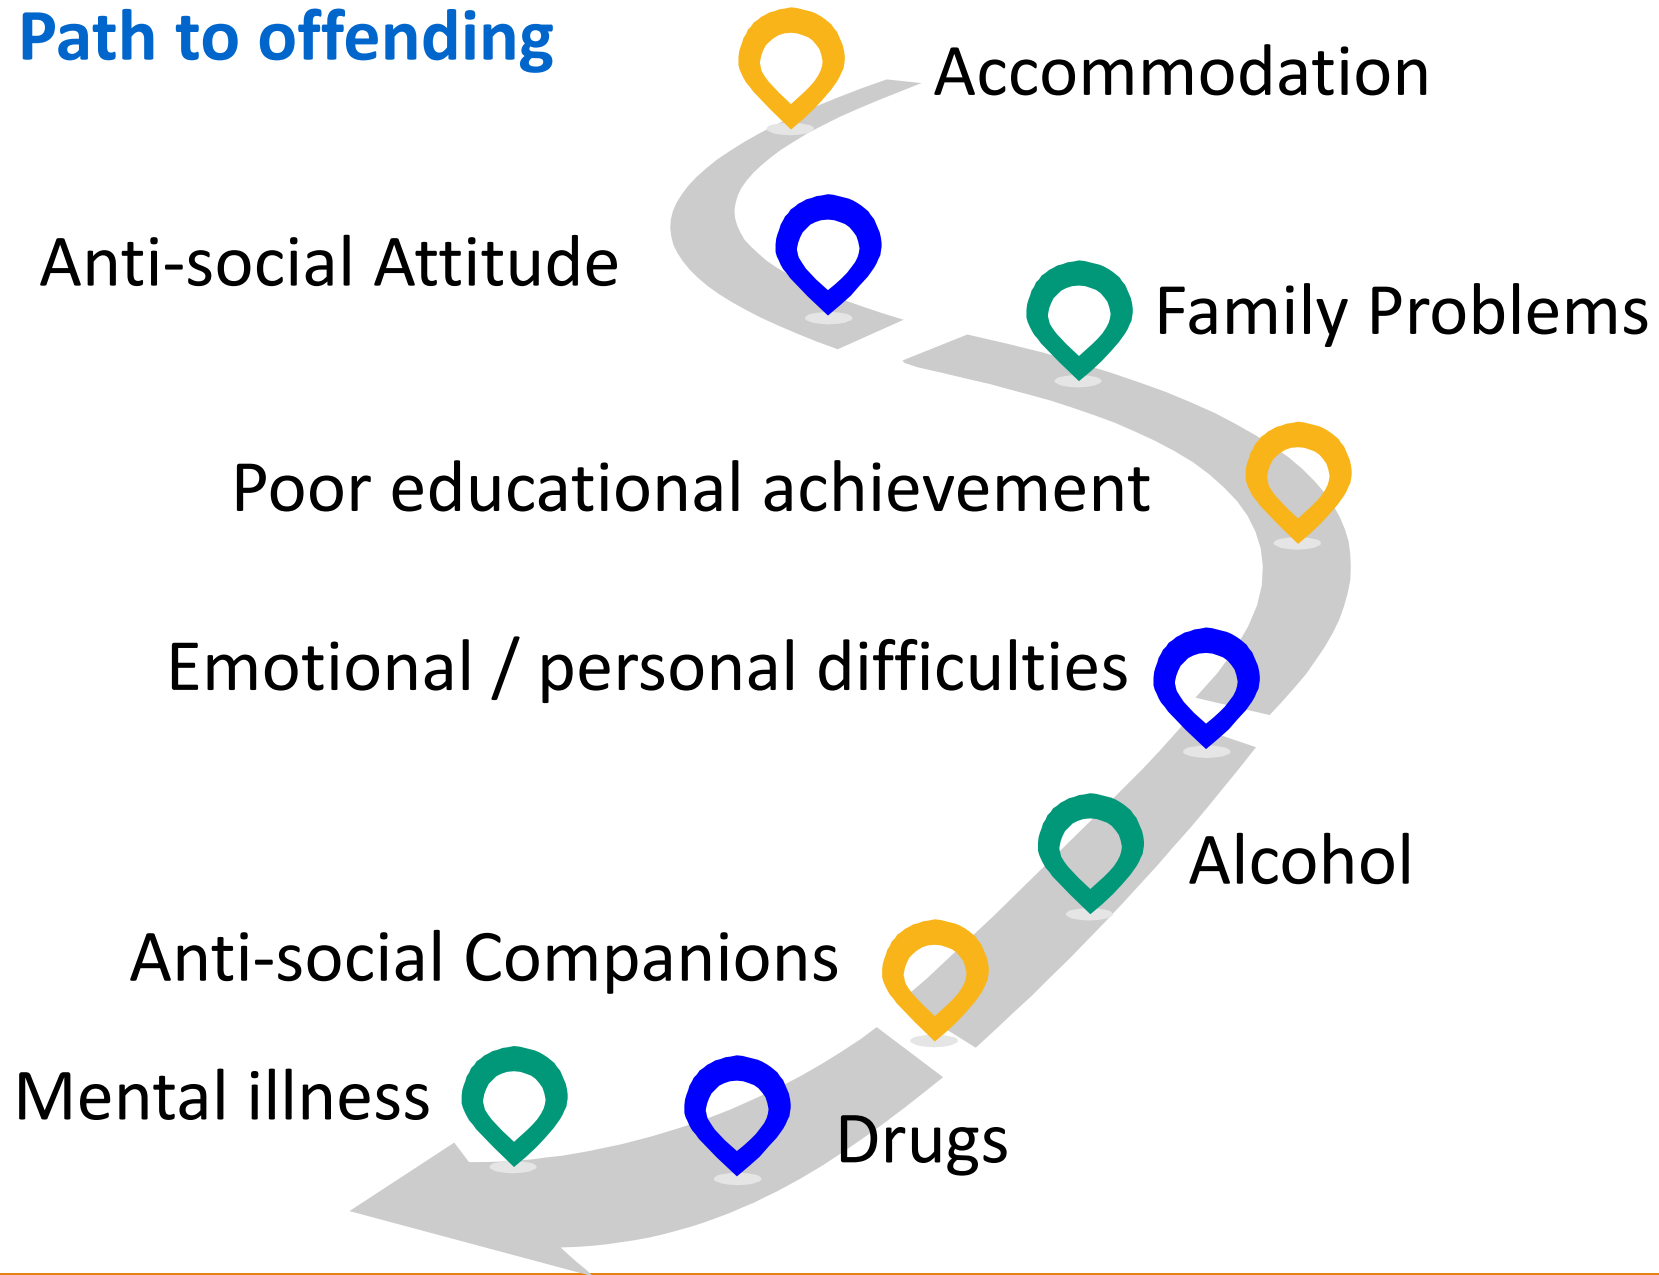 Path to offending
Accommodation
Anti-social Attitude
Family Problems
Poor educational achievement
Emotional / personal difficulties
Alcohol
Anti-social Companions
Mental illness
Drugs